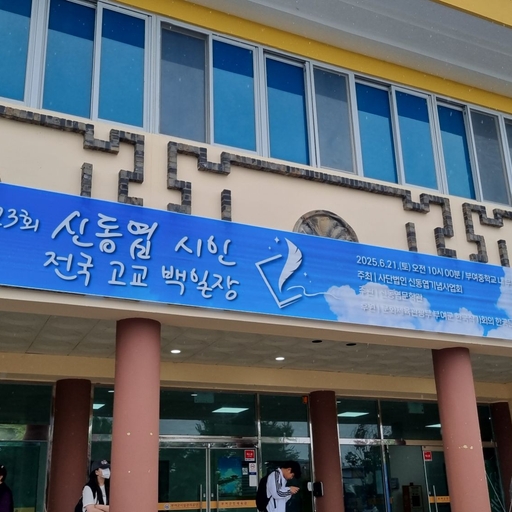 23회 신동엽 시인
전국 고교 백일장
2025.6.21 (토) 오전 10시 00분 / 부여중학교 내
주최 | 사단법인 신동엽기념사업회